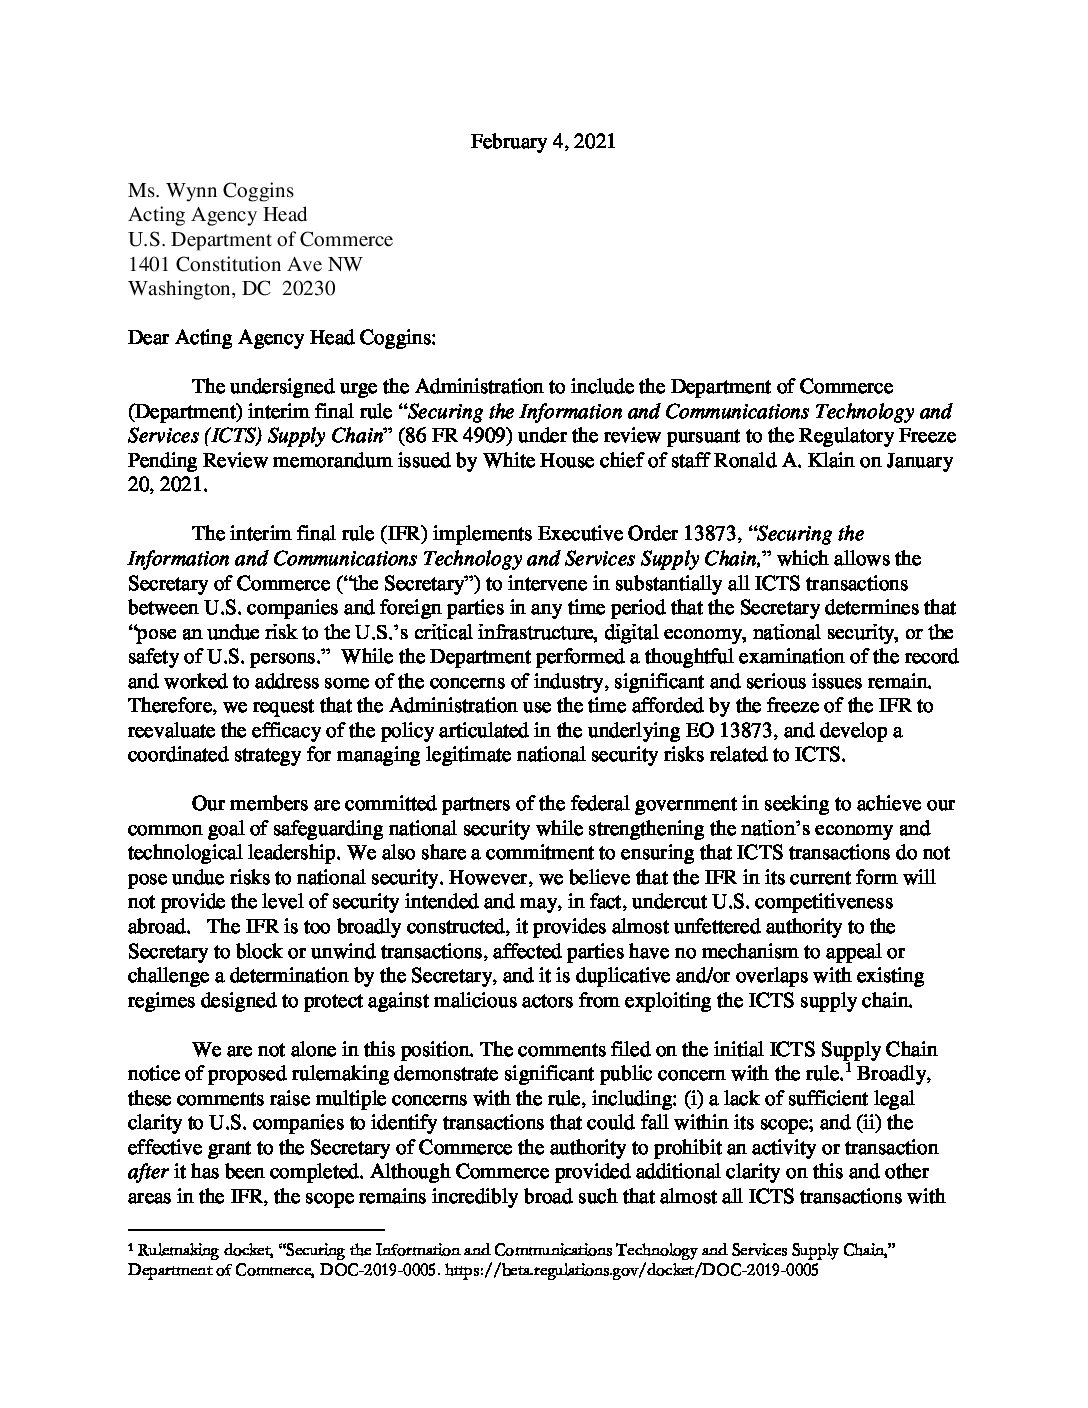 February 4, 2021
Ms. Wynn Coggins
Acting Agency Head
U.S. Department of Commerce
1401 Constitution Ave NW
Washington, DC  20230
Dear Acting Agency Head Coggins:
The undersigned urge the Administration to include the Department of Commerce
(Department) interim final rule “Securing the Information and Communications Technology and
Services (ICTS) Supply Chain” (86 FR 4909) under the review pursuant to the Regulatory Freeze
Pending Review memorandum issued by White House chief of staff Ronald A. Klain on January
20, 2021.
The interim final rule (IFR) implements Executive Order 13873, “Securing the
Information and Communications Technology and Services Supply Chain,” which allows the
Secretary of Commerce (“the Secretary”) to intervene in substantially all ICTS transactions
between U.S. companies and foreign parties in any time period that the Secretary determines that
“pose an undue risk to the U.S.’s critical infrastructure, digital economy, national security, or the
safety of U.S. persons.”  While the Department performed a thoughtful examination of the record
and worked to address some of the concerns of industry, significant and serious issues remain.
Therefore, we request that the Administration use the time afforded by the freeze of the IFR to
reevaluate the efficacy of the policy articulated in the underlying EO 13873, and develop a
coordinated strategy for managing legitimate national security risks related to ICTS.
Our members are committed partners of the federal government in seeking to achieve our
common goal of safeguarding national security while strengthening the nation’s economy and
technological leadership. We also share a commitment to ensuring that ICTS transactions do not
pose undue risks to national security. However, we believe that the IFR in its current form will
not provide the level of security intended and may, in fact, undercut U.S. competitiveness
abroad.   The IFR is too broadly constructed, it provides almost unfettered authority to the
Secretary to block or unwind transactions, affected parties have no mechanism to appeal or
challenge a determination by the Secretary, and it is duplicative and/or overlaps with existing
regimes designed to protect against malicious actors from exploiting the ICTS supply chain.
We are not alone in this position. The comments filed on the initial ICTS Supply Chain
notice of proposed rulemaking demonstrate significant public concern with the rule.1 Broadly,
these comments raise multiple concerns with the rule, including: (i) a lack of sufficient legal
clarity to U.S. companies to identify transactions that could fall within its scope; and (ii) the
effective grant to the Secretary of Commerce the authority to prohibit an activity or transaction
after it has been completed. Although Commerce provided additional clarity on this and other
areas in the IFR, the scope remains incredibly broad such that almost all ICTS transactions with
1 Rulemaking docket, “Securing the Information and Communications Technology and Services Supply Chain,”
Department of Commerce, DOC-2019-0005. https://beta.regulations.gov/docket/DOC-2019-0005